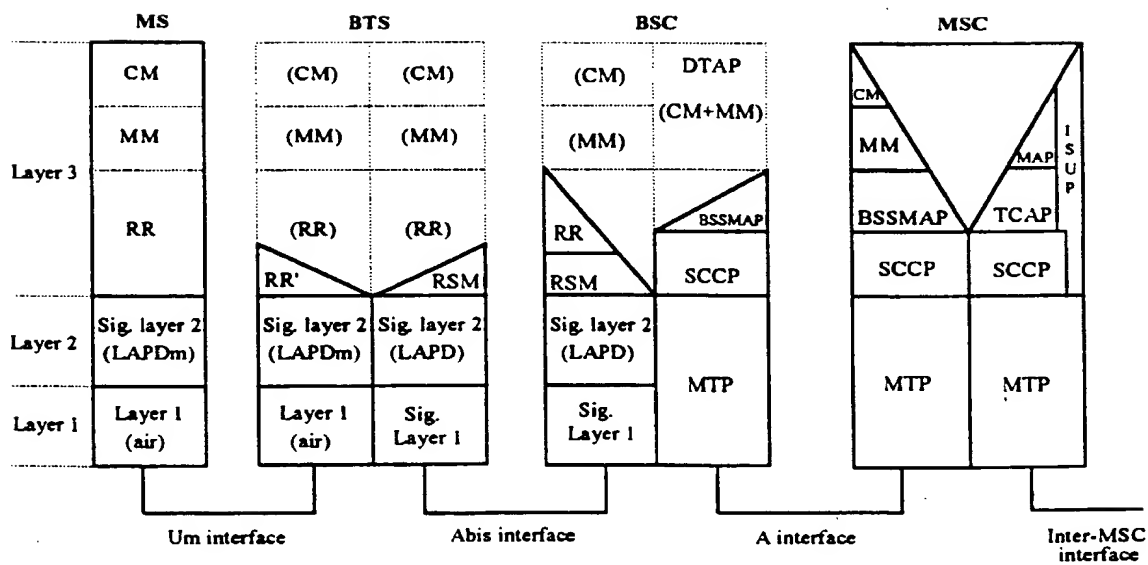 MS
BTS
BSC
MSC
Layer 3
Layer 2
Layer 1
CM
MM
RR
Sig. layer 2
(LAPDm)
Layer 1
(air)
(CM)
(CM)
(MM)
(MM)
(RR)
(RR)
RR'
RSM
Sig. layer 2
(LAPDm)
Sig. layer 2
(LAPD)
Layer 1
(air)
Sig.
Layer 1
(CM)
DTAP
(CM+MM)
(MM)
RR
RSM
BSSMAP
SCCP
Sig. layer 2
(LAPD)
MTP
Sig.
Layer 1
CM
MM
BSSMAP
SCCP
MTP
MAP
TCAP
SCCP
MTP
ISUP
Um interface
Abis interface
A interface
Inter-MSC
interface